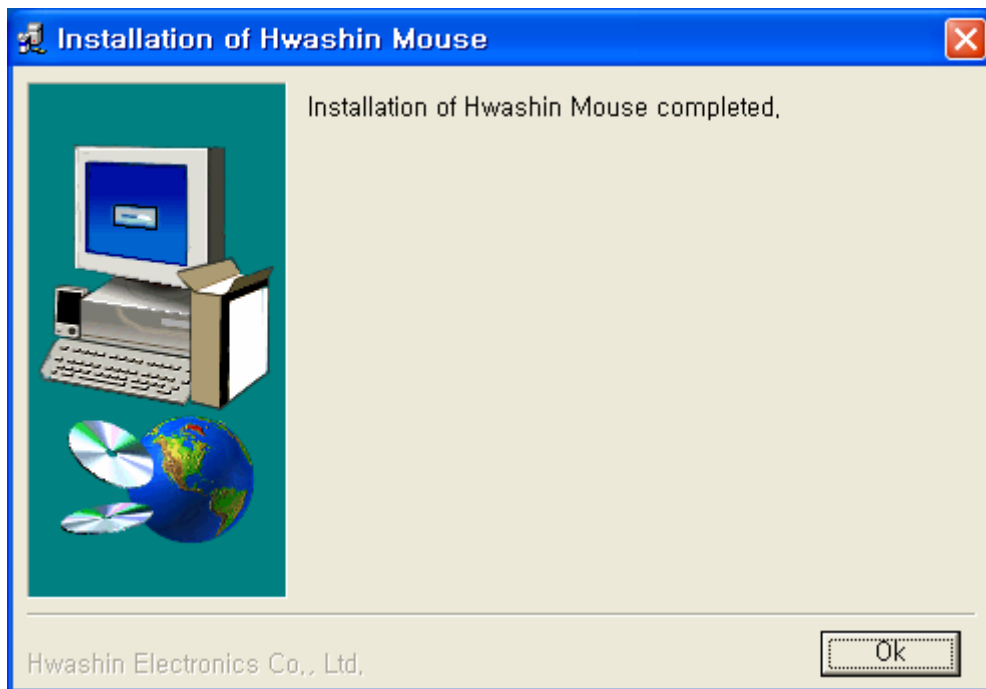 Installation of Hwashin Mouse
Installation of Hwashin Mouse completed.
Hwashin Electronics Co., Ltd.
Ok